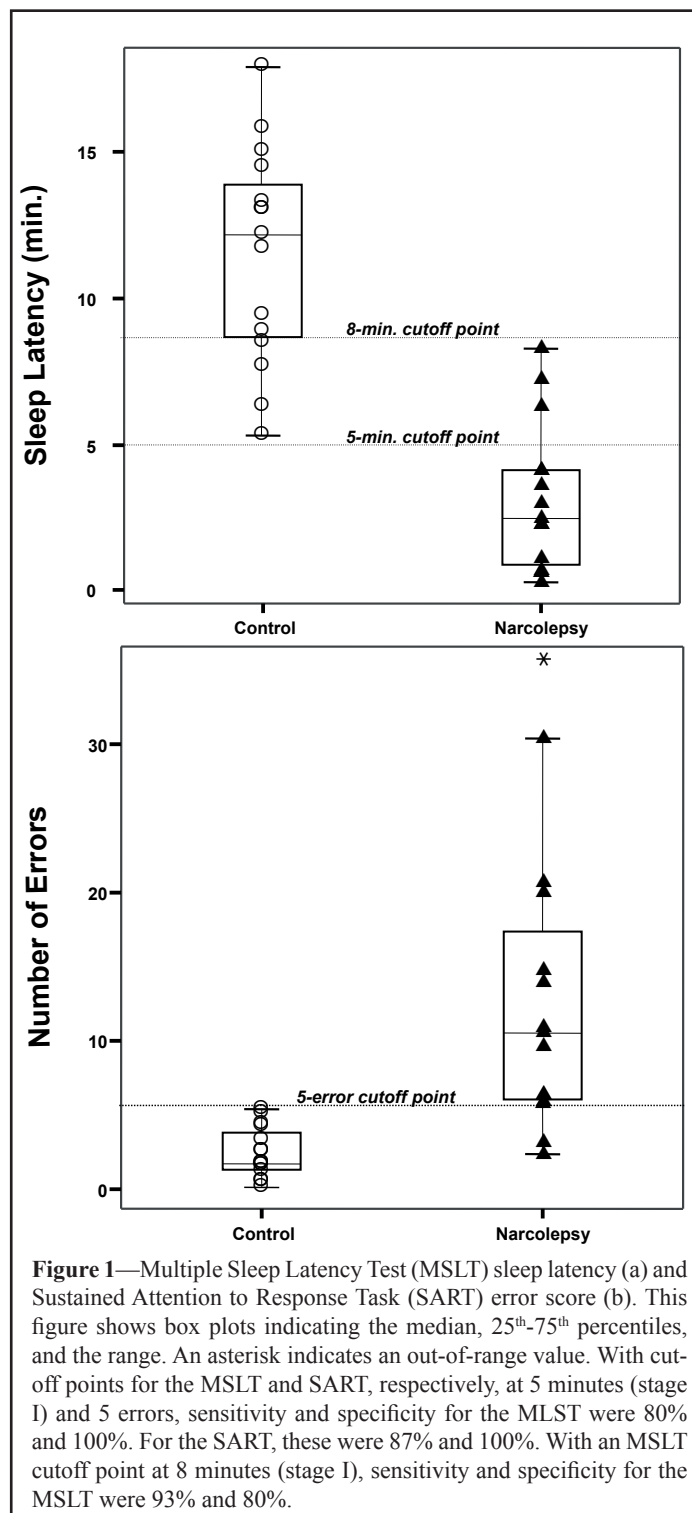 15
10
5
0
Sleep Latency (min.)
8-min. cutoff point
5-min. cutoff point
Control Narcolepsy
*
30
20
10
0
Number of Errors
5-error cutoff point
Control Narcolepsy
Figure 1—Multiple Sleep Latency Test (MSLT) sleep latency (a) and
Sustained Attention to Response Task (SART) error score (b). This
figure shows box plots indicating the median, 25th-75th percentiles,
and the range. An asterisk indicates an out-of-range value. With cut-
off points for the MSLT and SART, respectively, at 5 minutes (stage
I) and 5 errors, sensitivity and specificity for the MLST were 80%
and 100%. For the SART, these were 87% and 100%. With an MSLT
cutoff point at 8 minutes (stage I), sensitivity and specificity for the
MSLT were 93% and 80%.